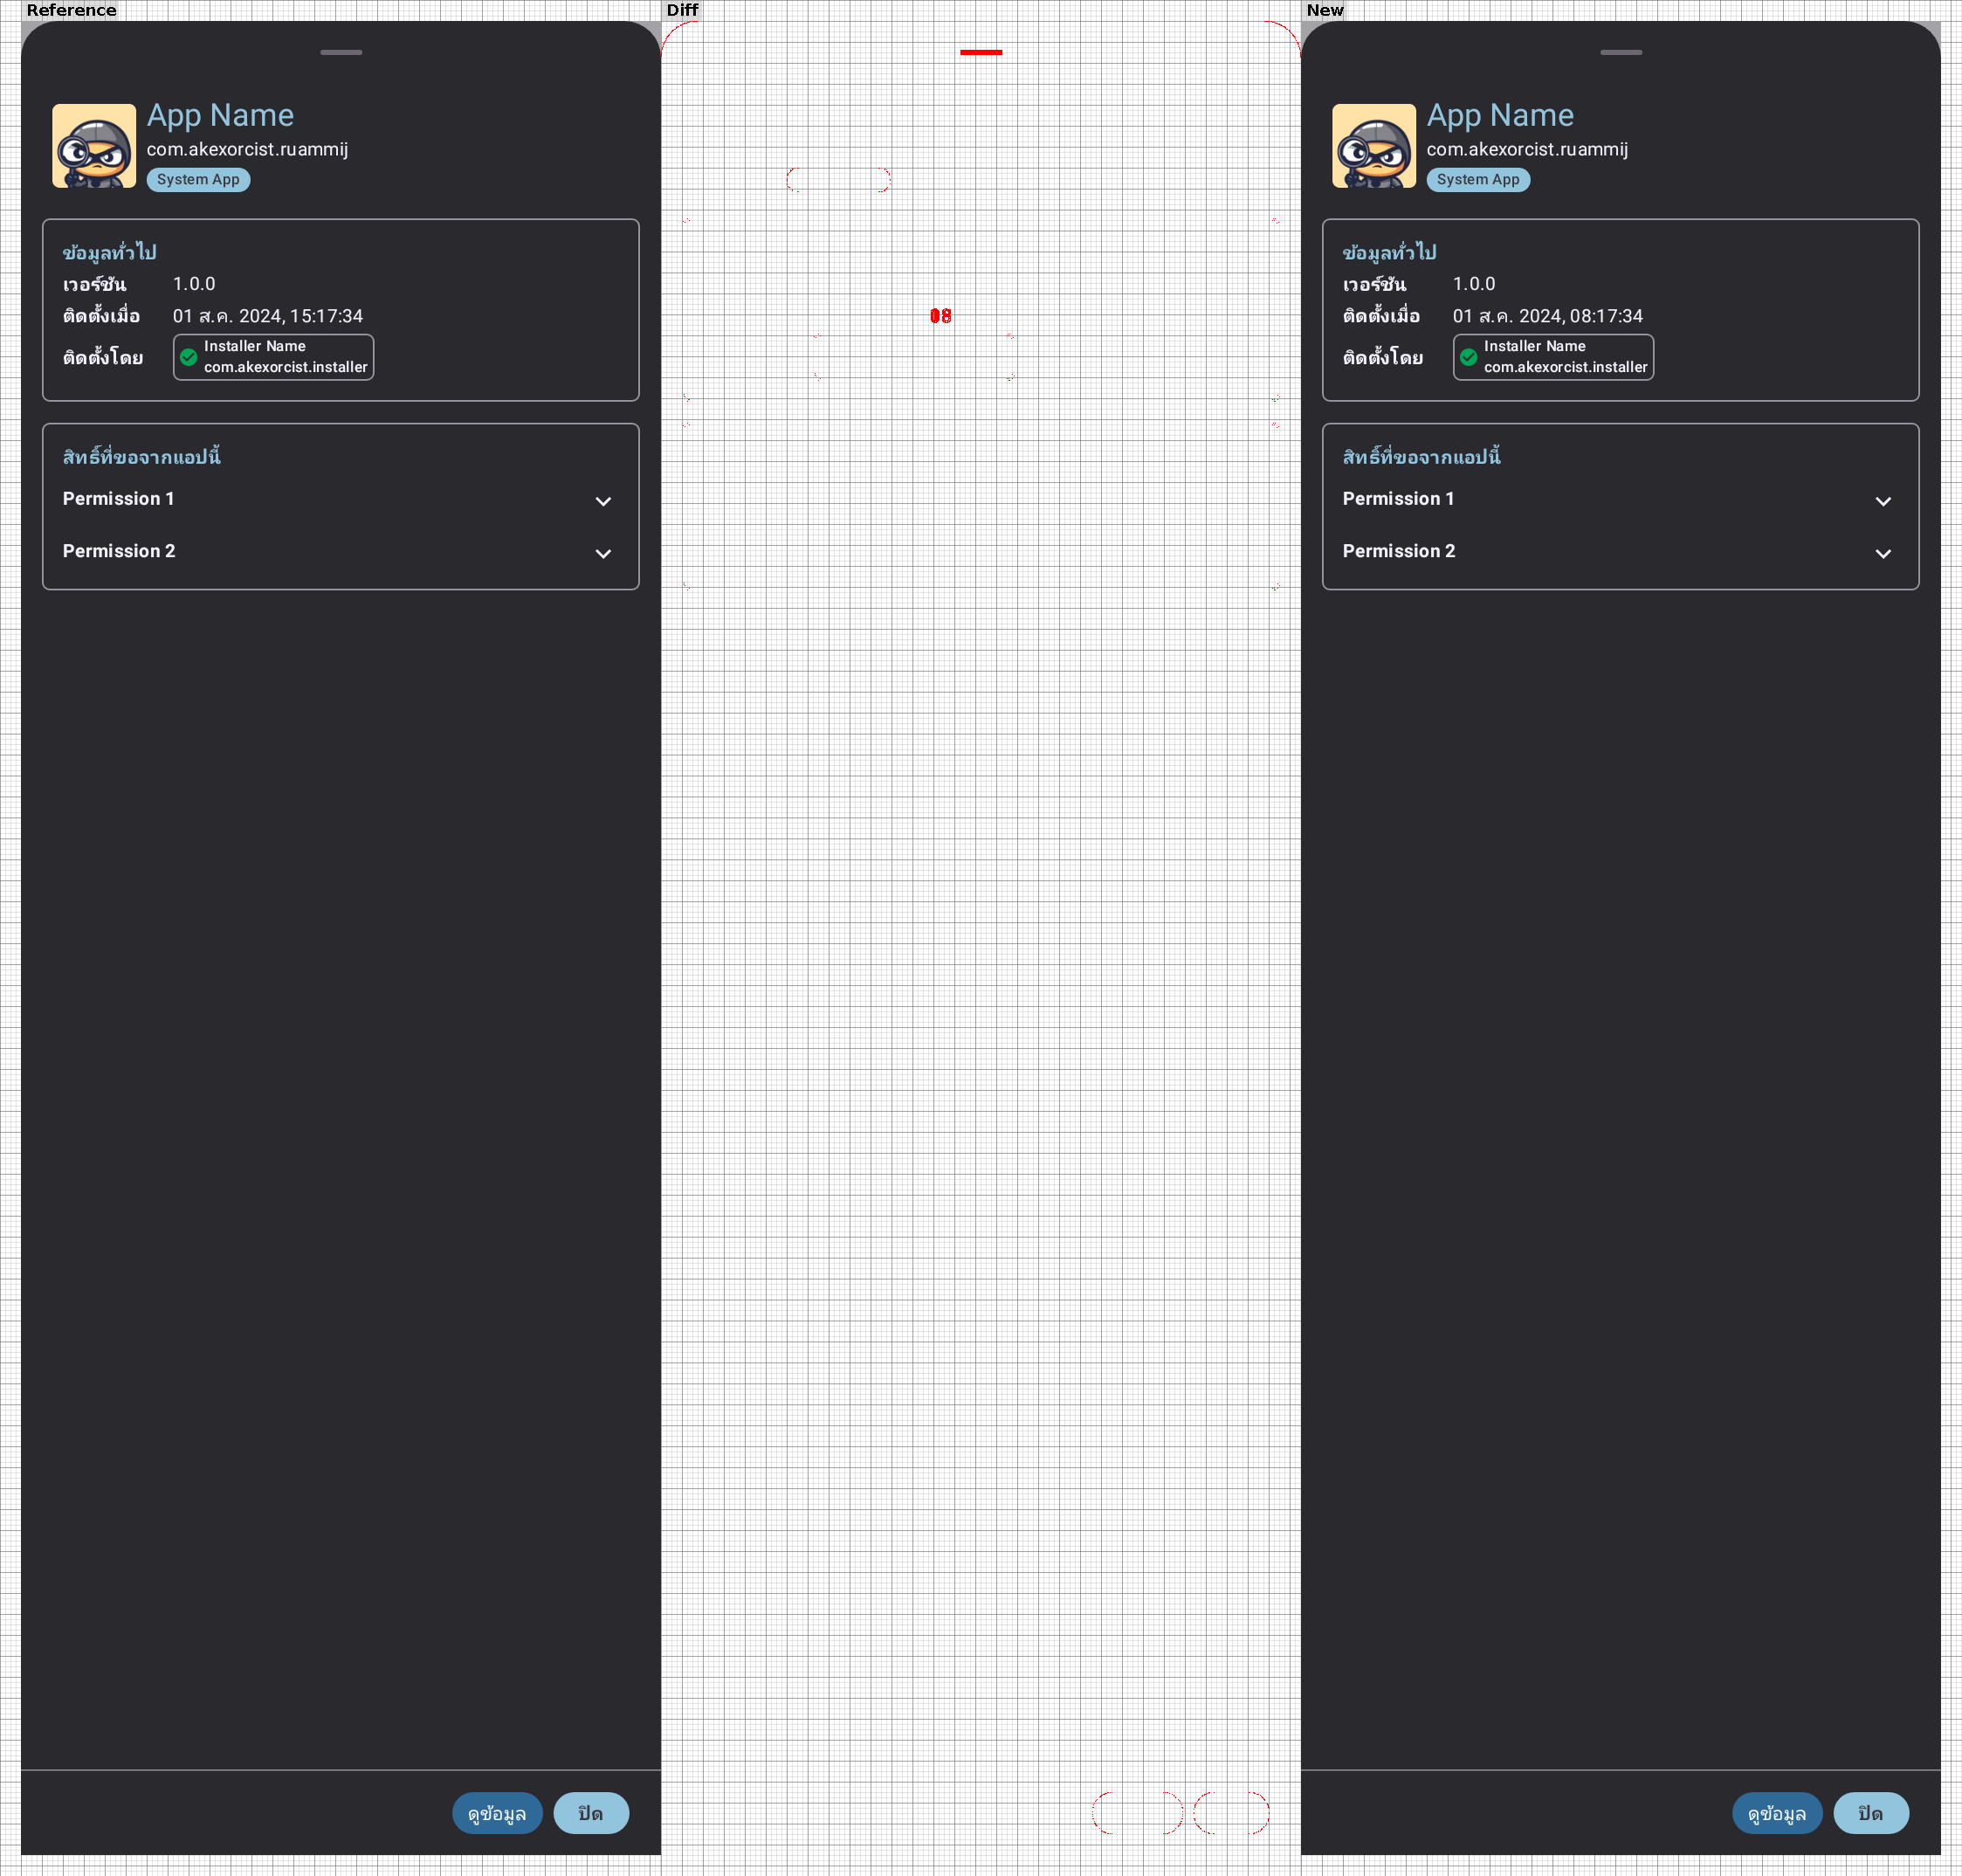 Reference
App Name
com.akexorcist.ruammij
System App
ข้อมูลทั่วไป
เวอร์ชัน 1.0.0
ติดตั้งเมื่อ 01 ส.ค. 2024, 15:17:34
ติดตั้งโดย Installer Name
com.akexorcist.installer
สิทธิ์ที่ขอจากแอปนี้
Permission 1
Permission 2
ดูข้อมูล ปิด
Diff
New
App Name
com.akexorcist.ruammij
System App
ข้อมูลทั่วไป
เวอร์ชัน 1.0.0
ติดตั้งเมื่อ 01 ส.ค. 2024, 08:17:34
ติดตั้งโดย Installer Name
com.akexorcist.installer
สิทธิ์ที่ขอจากแอปนี้
Permission 1
Permission 2
ดูข้อมูล ปิด